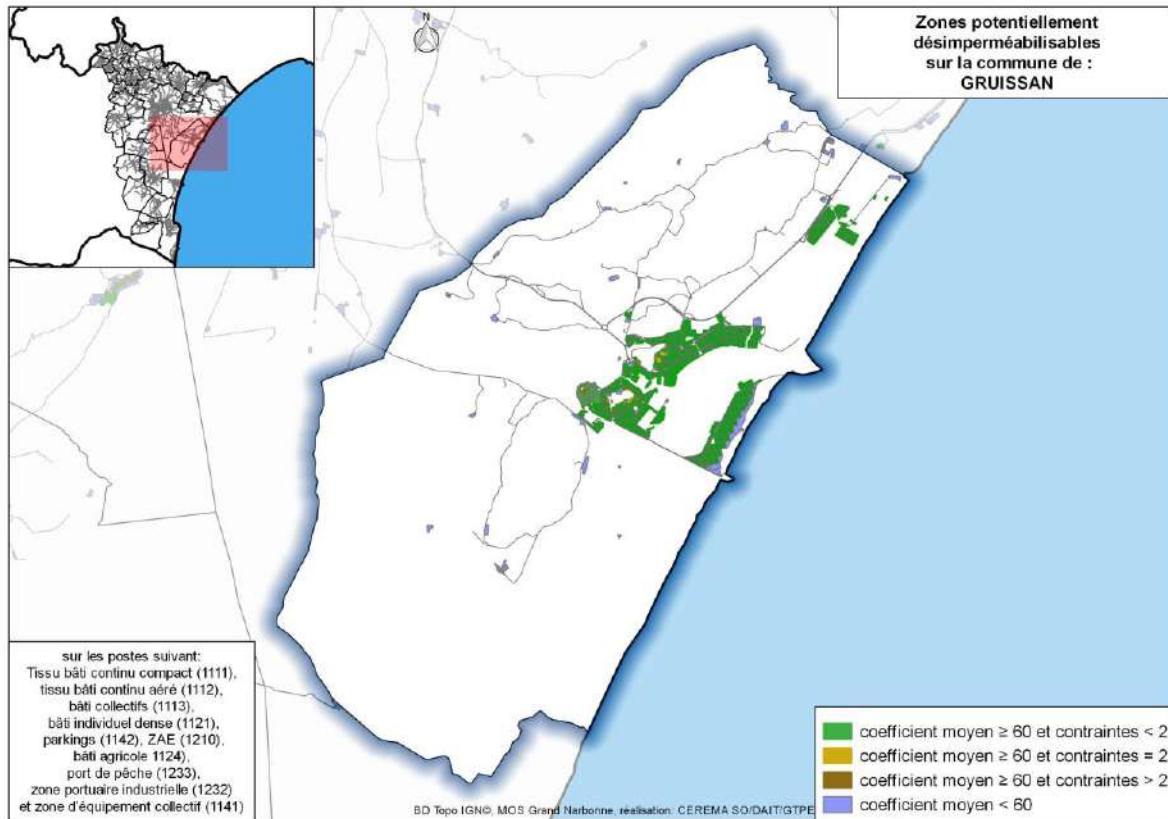 N
Zones potentiellement
désimperméabilisables
sur la commune de :
GRUISSAN
sur les postes suivant:
Tissu bâti continu compact (1111),
tissu bâti continu aéré (1112),
bâti collectifs (1113),
bâti individuel dense (1121),
parkings (1142), ZAE (1210),
bâti agricole 1124),
port de pêche (1233),
zone portuaire industrielle (1232)
et zone d'équipement collectif (1141)
coefficient moyen ≥ 60 et contraintes < 2
coefficient moyen ≥ 60 et contraintes = 2
coefficient moyen ≥ 60 et contraintes > 2
coefficient moyen < 60
BD Topo IGN©, MOS Grand Narbonne, réalisation: CEREMA SO/DAIT/GTPE